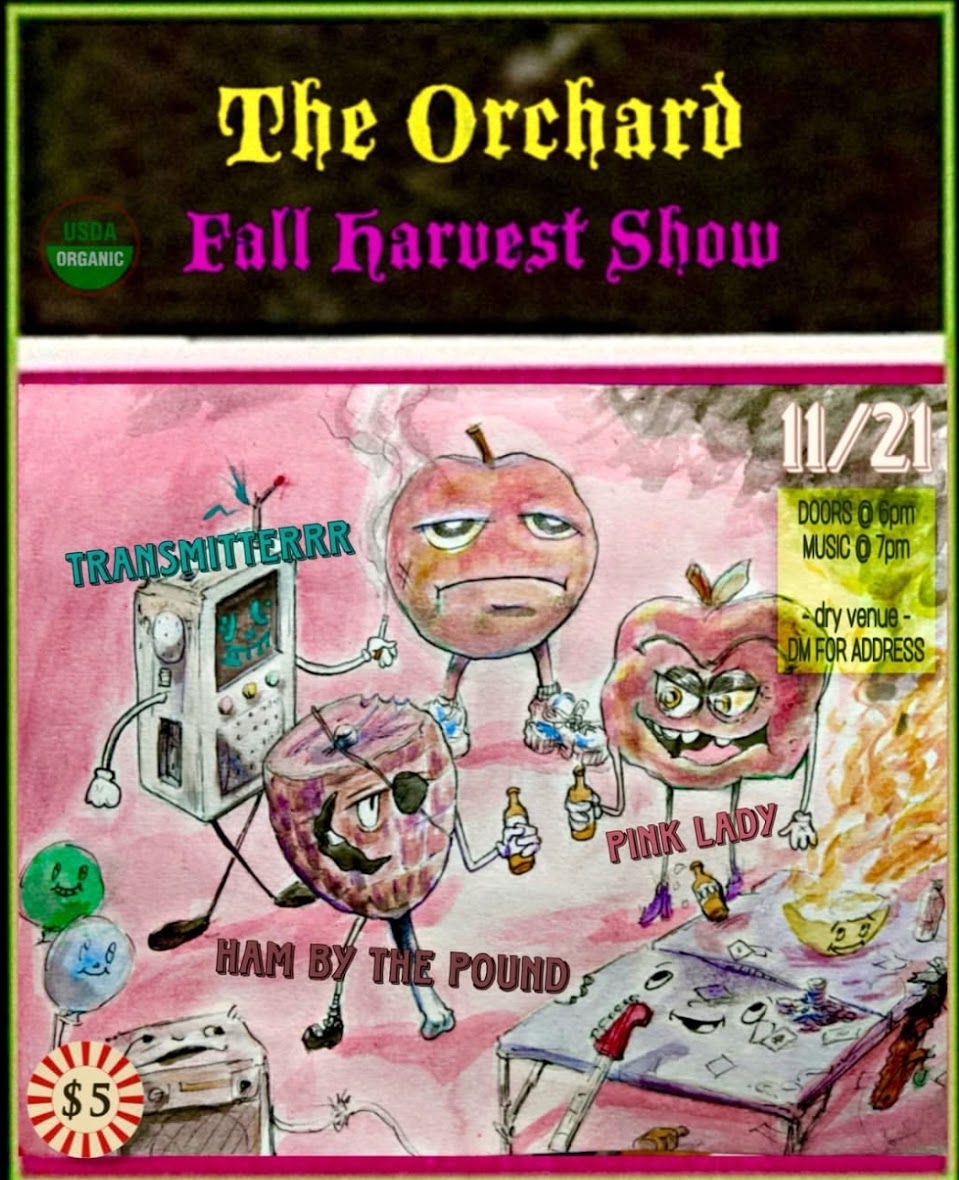 The Orchard
Fall Harvest Show
USDA
ORGANIC
11/21
DOORS @ 6pm
MUSIC @ 7pm
- dry venue -
DM FOR ADDRESS
TRANSMITTERRR
PINK LADY
HAM BY THE POUND
$5